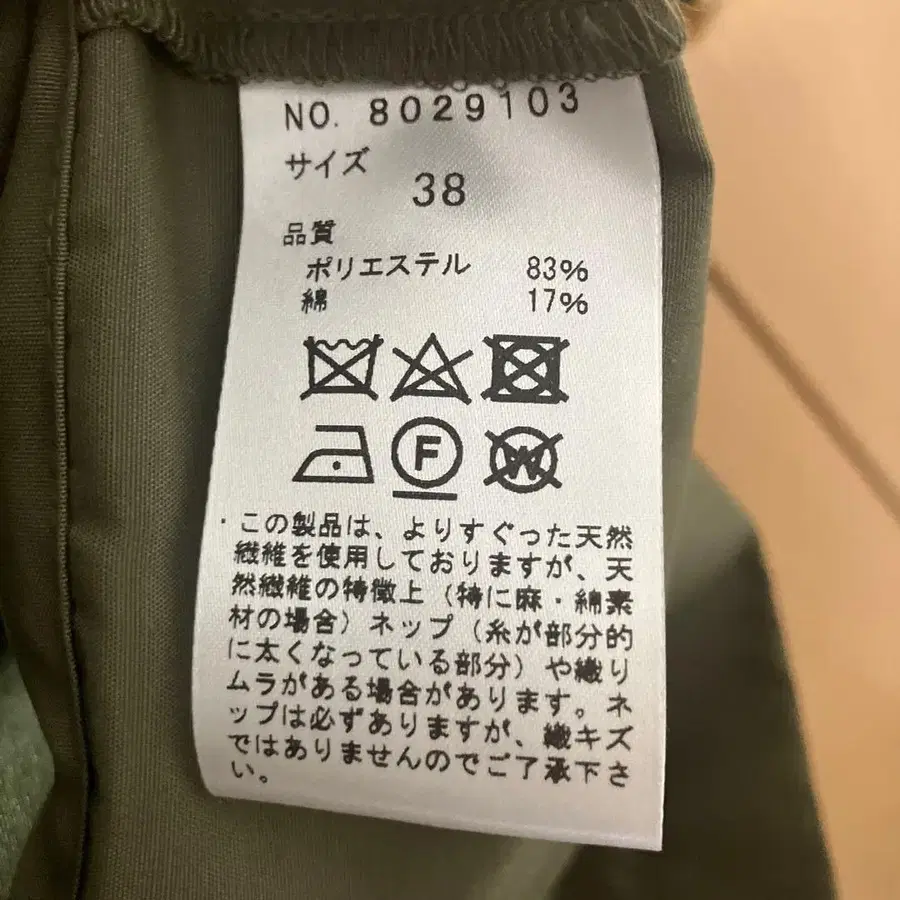 NO. 8029103
サイズ
38
品質
ポリエステル 83%
綿 17%
F W
・この製品は、よりすぐった天然
繊維を使用しておりますが、天
然繊維の特徴上（特に麻・綿素
材の場合）ネップ（糸が部分的
に太くなっている部分）や織り
ムラがある場合があります。ネ
ップは必ずありますが、織キズ
ではありませんのでご了承下さ
い。